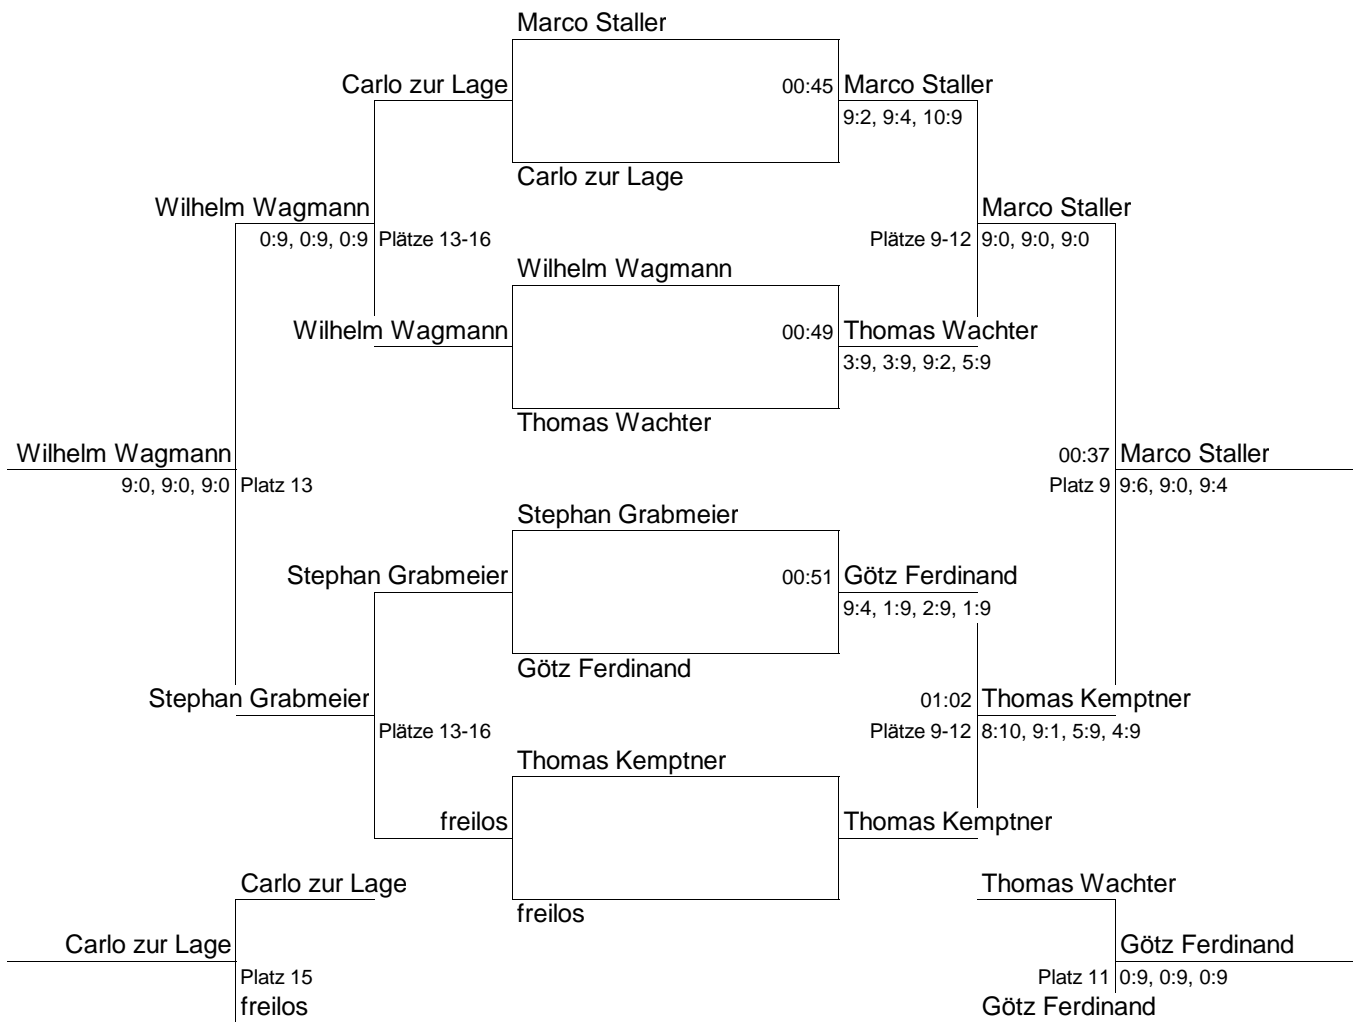 Marco Staller
Carlo zur Lage 00:45 Marco Staller
9:2, 9:4, 10:9
Carlo zur Lage
Wilhelm Wagmann Marco Staller
0:9, 0:9, 0:9 Plätze 13-16 Plätze 9-12 9:0, 9:0, 9:0
Wilhelm Wagmann
Wilhelm Wagmann 00:49 Thomas Wachter
3:9, 3:9, 9:2, 5:9
Thomas Wachter
Wilhelm Wagmann 00:37 Marco Staller
9:0, 9:0, 9:0 Platz 13 Platz 9 9:6, 9:0, 9:4
Stephan Grabmeier
Stephan Grabmeier 00:51 Götz Ferdinand
9:4, 1:9, 2:9, 1:9
Götz Ferdinand
Stephan Grabmeier 01:02 Thomas Kemptner
Plätze 13-16 Plätze 9-12 8:10, 9:1, 5:9, 4:9
Thomas Kemptner
freilos Thomas Kemptner
Carlo zur Lage Thomas Wachter
freilos
Carlo zur Lage Götz Ferdinand
Platz 15 Platz 11 0:9, 0:9, 0:9
freilos Götz Ferdinand